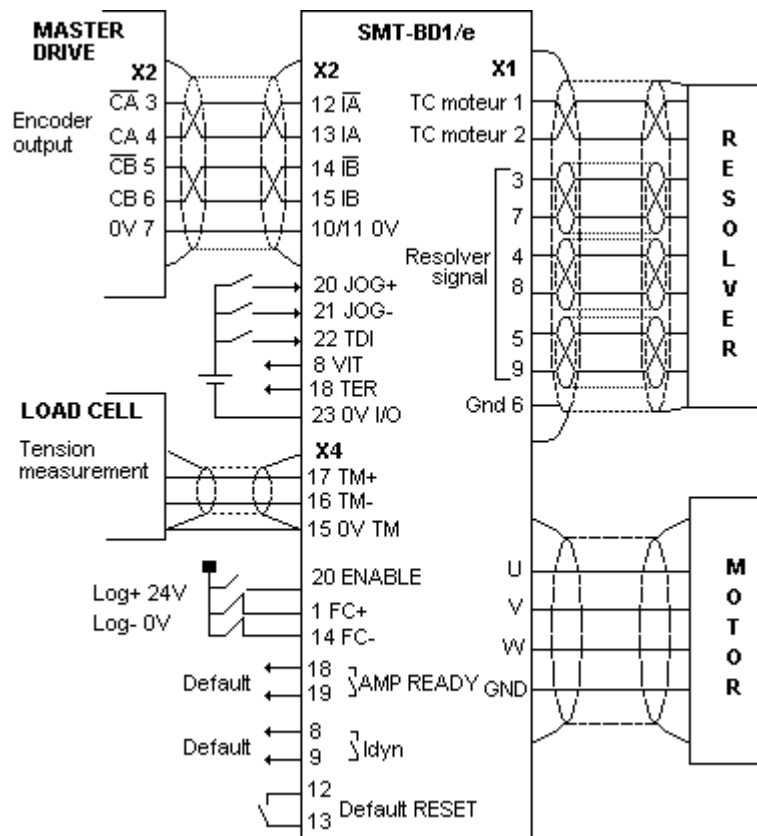 MASTER DRIVE
X2
Encoder output
C̅A̅ 3
CA 4
C̅B̅ 5
CB 6
0V 7
SMT-BD1/e
X2
12 I̅A̅
13 IA
14 I̅B̅
15 IB
10/11 0V
20 JOG+
21 JOG-
22 TDI
8 VIT
18 TER
23 0V I/O
X1
TC moteur 1
TC moteur 2
3
7
Resolver signal
4
8
5
9
Gnd 6
RESOLVER
LOAD CELL
Tension measurement
X4
17 TM+
16 TM-
15 0V TM
Log+ 24V
Log- 0V
20 ENABLE
1 FC+
14 FC-
Default
18
19
AMP READY
Default
8
9
Idyn
12
13
Default RESET
U
V
W
GND
MOTOR